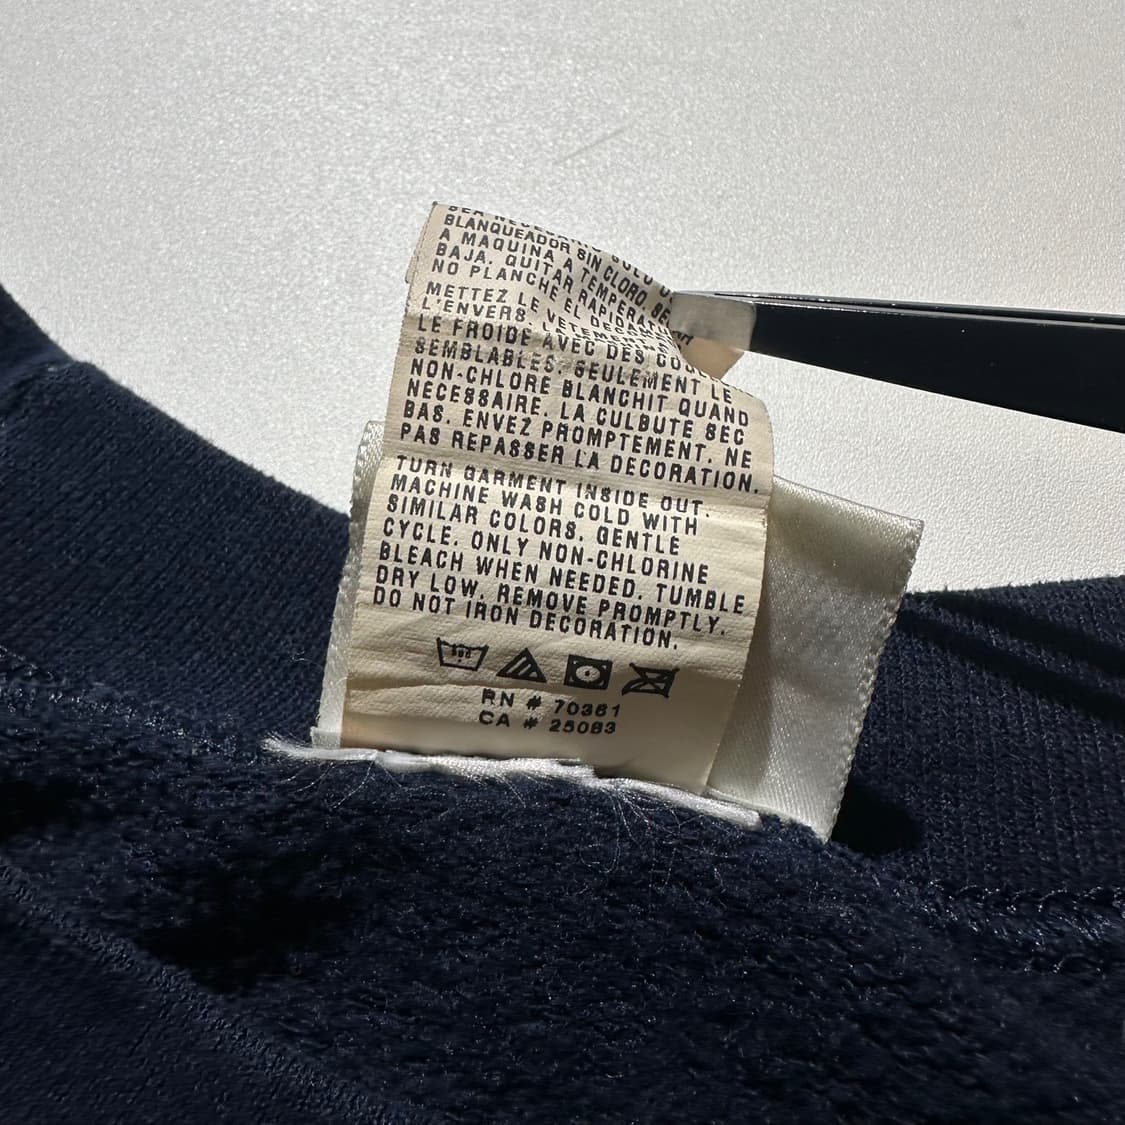 BLANQUEADOR SIN CLORO. SE
A MAQUINA A TEMPERATURA
BAJA. QUITAR RAPIDAMENTE
NO PLANCHE EL DECO
METTEZ LE VETEMENT
L'ENVERS.
LE FROIDE AVEC DES
SEMBLABLES. SEULEMENT LE
NON-CHLORE BLANCHIT QUAND
NECESSAIRE. LA CULBUTE SEC
BAS. ENVEZ PROMPTEMENT. NE
PAS REPASSER LA DECORATION.
TURN GARMENT INSIDE OUT.
MACHINE WASH COLD WITH
SIMILAR COLORS. GENTLE
CYCLE. ONLY NON-CHLORINE
BLEACH WHEN NEEDED. TUMBLE
DRY LOW. REMOVE PROMPTLY.
DO NOT IRON DECORATION.
RN # 70361
CA # 25083